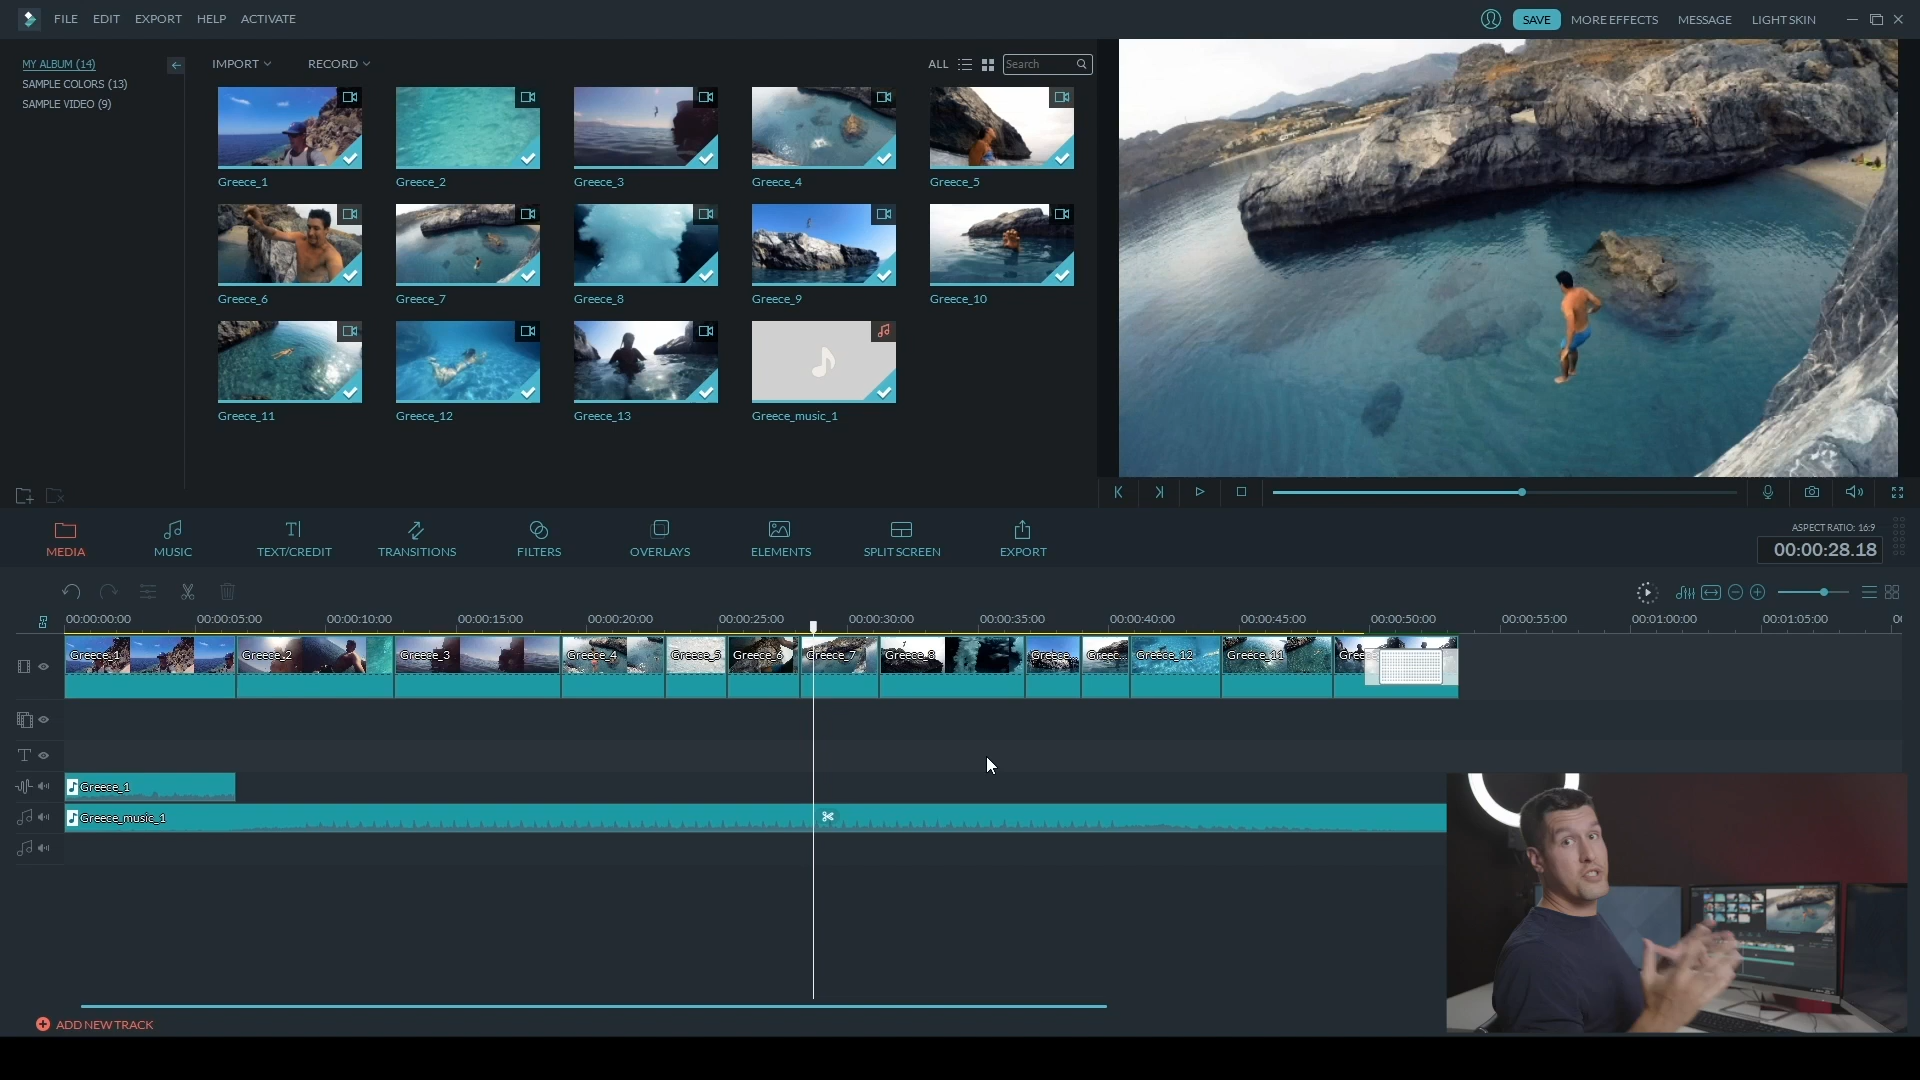 FILE EDIT EXPORT HELP ACTIVATE
SAVE MORE EFFECTS MESSAGE LIGHT SKIN
MY ALBUM (14)
SAMPLE COLORS (13)
SAMPLE VIDEO (9)
IMPORT RECORD ALL Search
Greece_1 Greece_2 Greece_3 Greece_4 Greece_5
Greece_6 Greece_7 Greece_8 Greece_9 Greece_10
Greece_11 Greece_12 Greece_13 Greece_music_1
MEDIA MUSIC TEXT/CREDIT TRANSITIONS FILTERS OVERLAYS ELEMENTS SPLIT SCREEN EXPORT
ASPECT RATIO: 16:9
00:00:28.18
00:00:00:00 00:00:05:00 00:00:10:00 00:00:15:00 00:00:20:00 00:00:25:00 00:00:30:00 00:00:35:00 00:00:40:00 00:00:45:00 00:00:50:00 00:00:55:00 00:01:00:00 00:01:05:00
Greece_1 Greece_2 Greece_3 Greece_4 Greece_5 Greece_6 Greece_7 Greece_8 Greece... Greec... Greece_12 Greece_11 Gree
Greece_1
Greece_music_1
ADD NEW TRACK